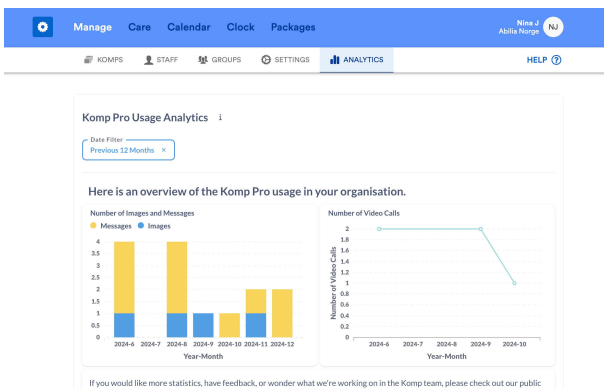 Manage Care Calendar Clock Packages
Nina J
Abilia Norge
NJ
KOMPS STAFF GROUPS SETTINGS ANALYTICS HELP ?
Komp Pro Usage Analytics i
Date Filter
Previous 12 Months ×
Here is an overview of the Komp Pro usage in your organisation.
Number of Images and Messages
Messages Images
4
3.5
3
2.5
2
1.5
1
0.5
0
2024-6 2024-7 2024-8 2024-9 2024-10 2024-11 2024-12
Year-Month
Number of Video Calls
Number of Video Calls
2
1.8
1.6
1.4
1.2
1
0.8
0.6
0.4
0.2
0
2024-6 2024-7 2024-8 2024-9 2024-10
Year-Month
If you would like more statistics, have feedback, or wonder what we're working on in the Komp team, please check out our public